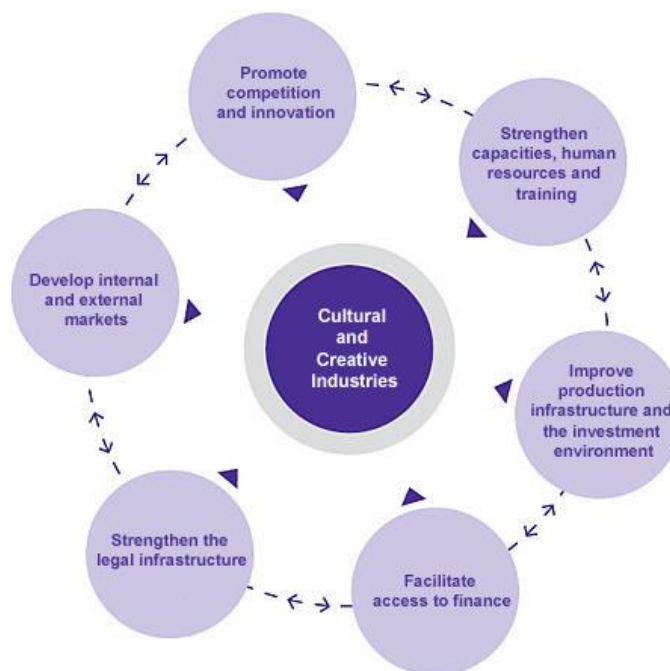 Promote
competition
and innovation
Strengthen
capacities, human
resources and
training
Develop internal
and external
markets
Cultural
and
Creative
Industries
Improve
production
infrastructure and
the investment
environment
Strengthen the
legal infrastructure
Facilitate
access to finance